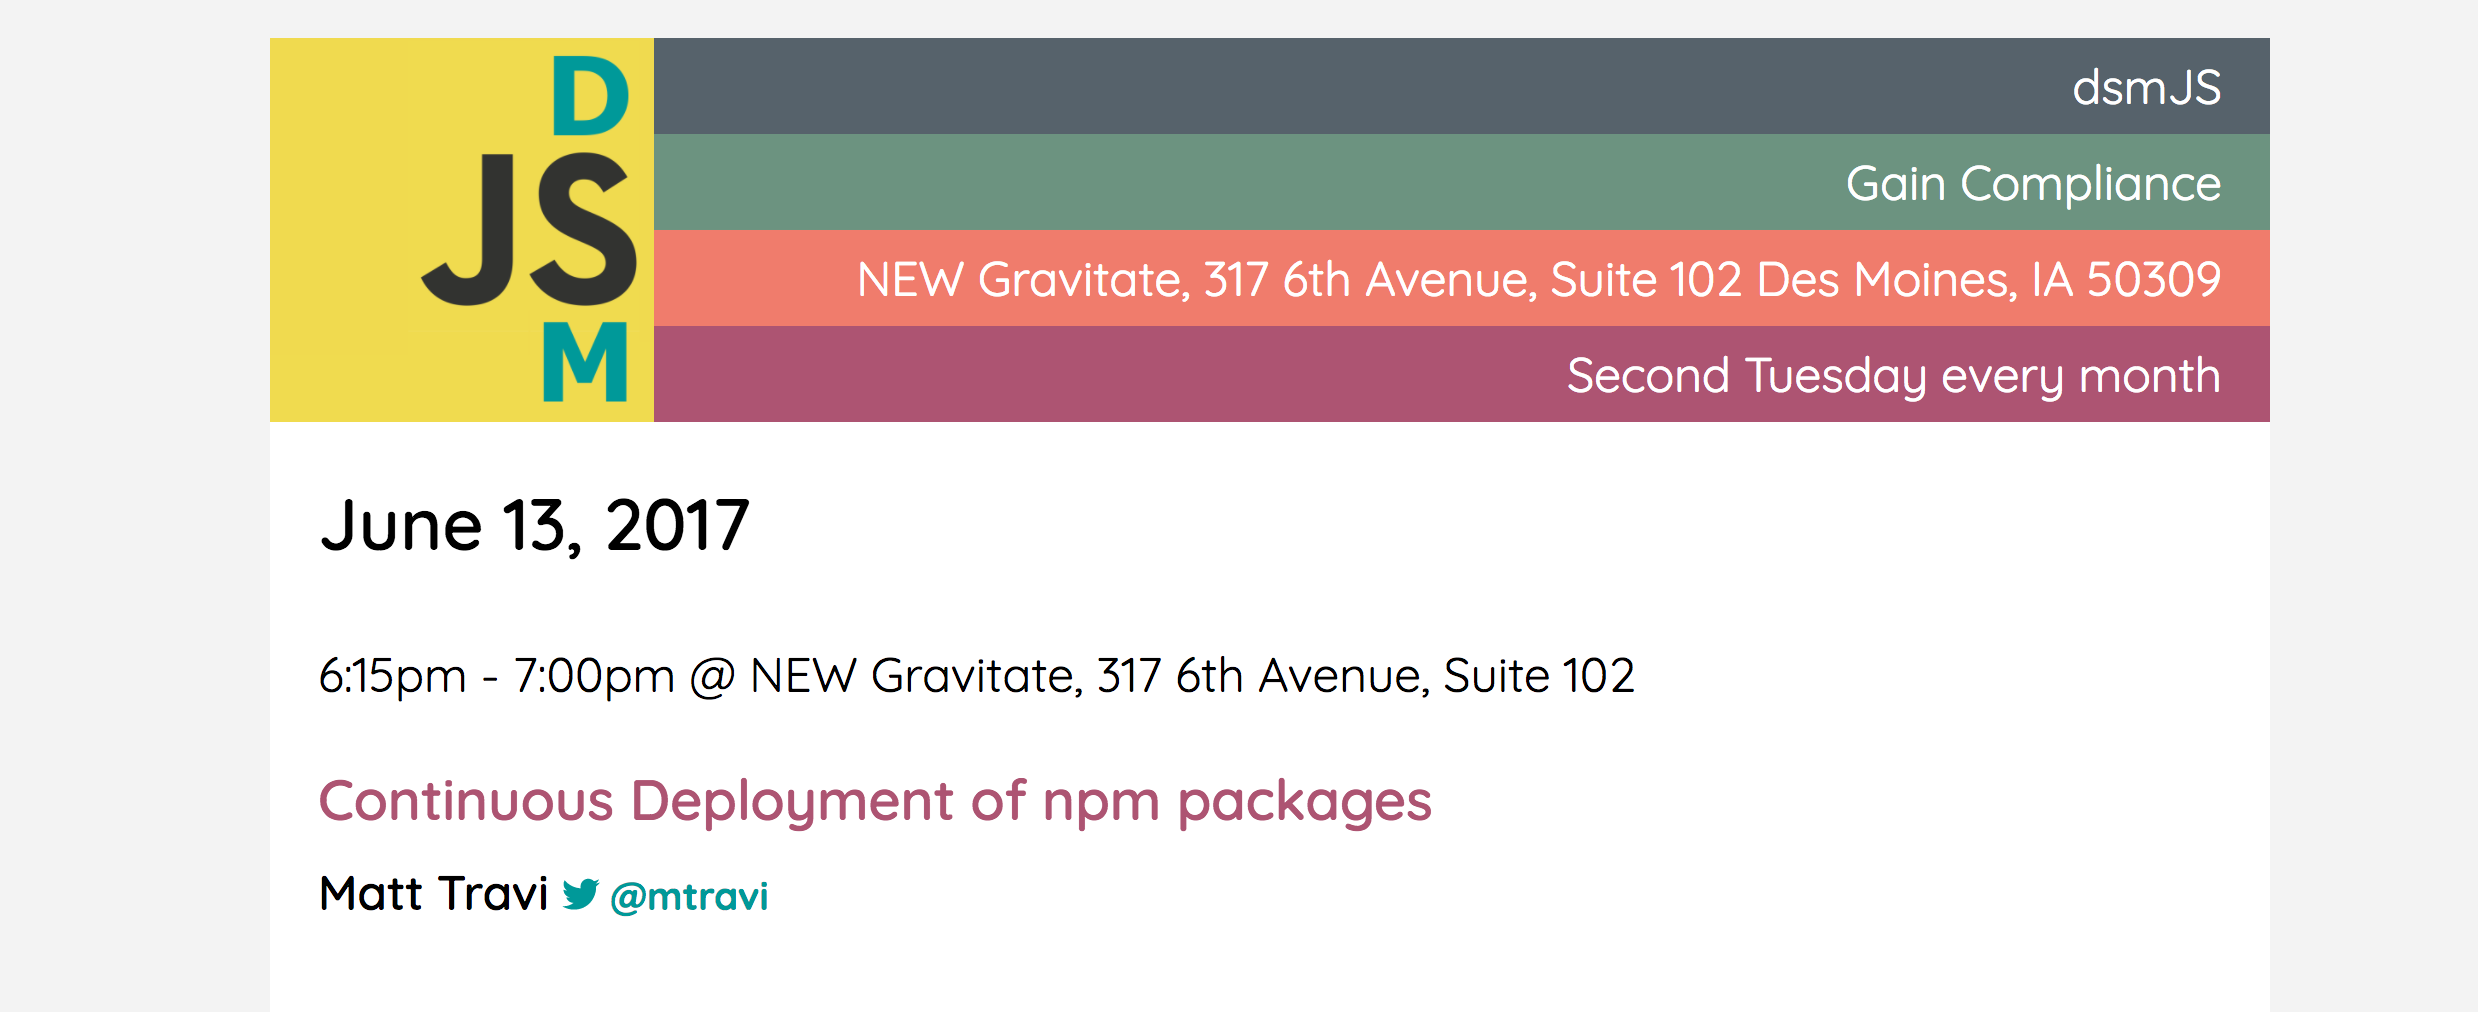 D
JS
M
dsmJS
Gain Compliance
NEW Gravitate, 317 6th Avenue, Suite 102 Des Moines, IA 50309
Second Tuesday every month
June 13, 2017
6:15pm - 7:00pm @ NEW Gravitate, 317 6th Avenue, Suite 102
Continuous Deployment of npm packages
Matt Travi @mtravi